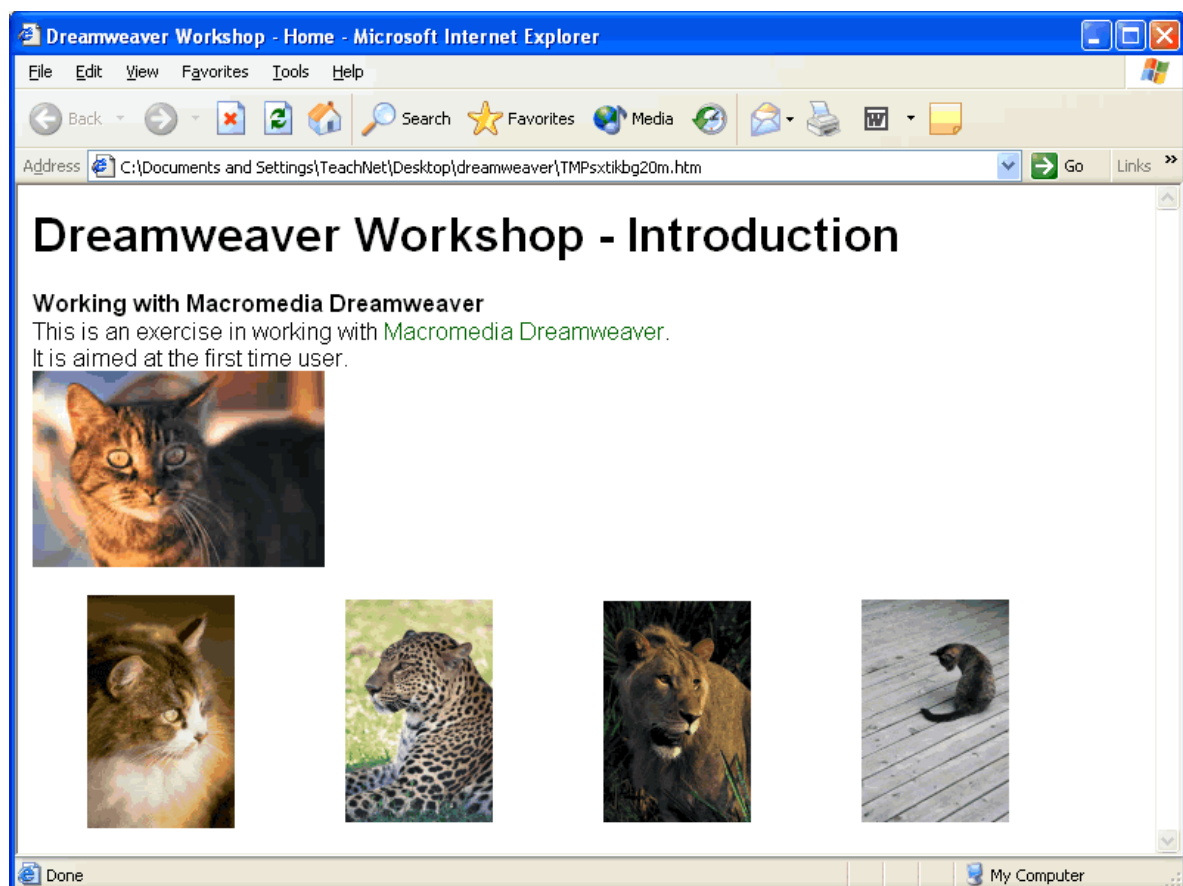 Dreamweaver Workshop - Home - Microsoft Internet Explorer
File Edit View Favorites Tools Help
Back Search Favorites Media W
Address C:\Documents and Settings\TeachNet\Desktop\dreamweaver\TMPsxtikbg20m.htm Go Links »
Dreamweaver Workshop - Introduction
Working with Macromedia Dreamweaver
This is an exercise in working with Macromedia Dreamweaver.
It is aimed at the first time user.
Done My Computer